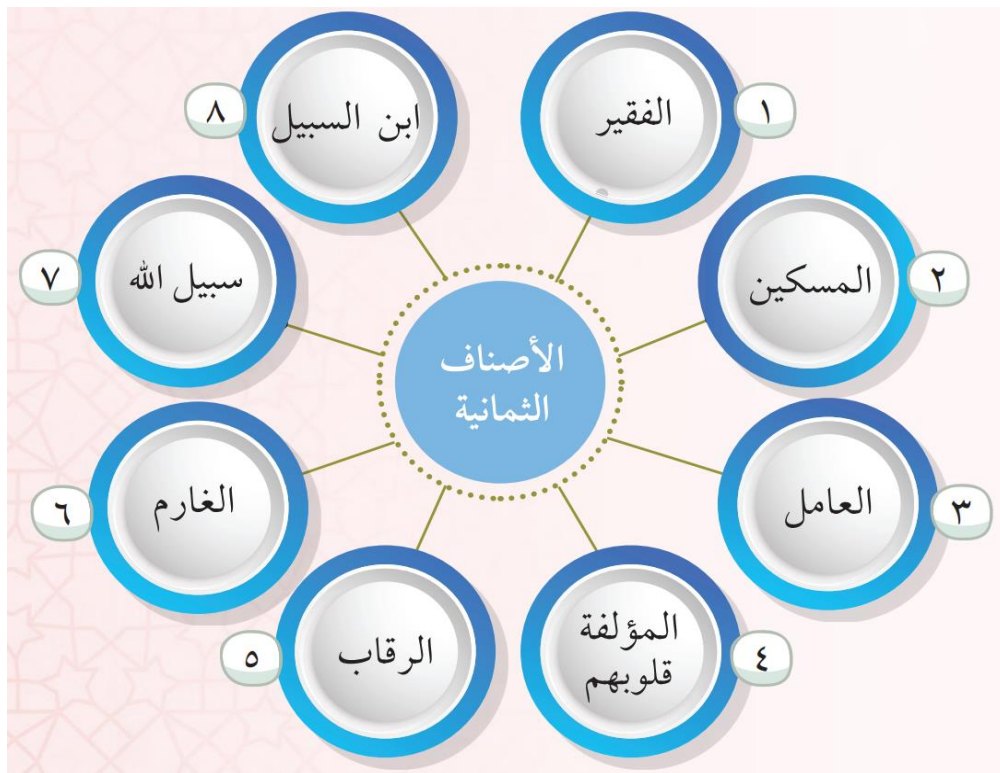 الأصناف
الثمانية
١
الفقير
٢
المسكين
٣
العامل
٤
المؤلفة
قلوبهم
٥
الرقاب
٦
الغارم
٧
سبيل الله
٨
ابن السبيل